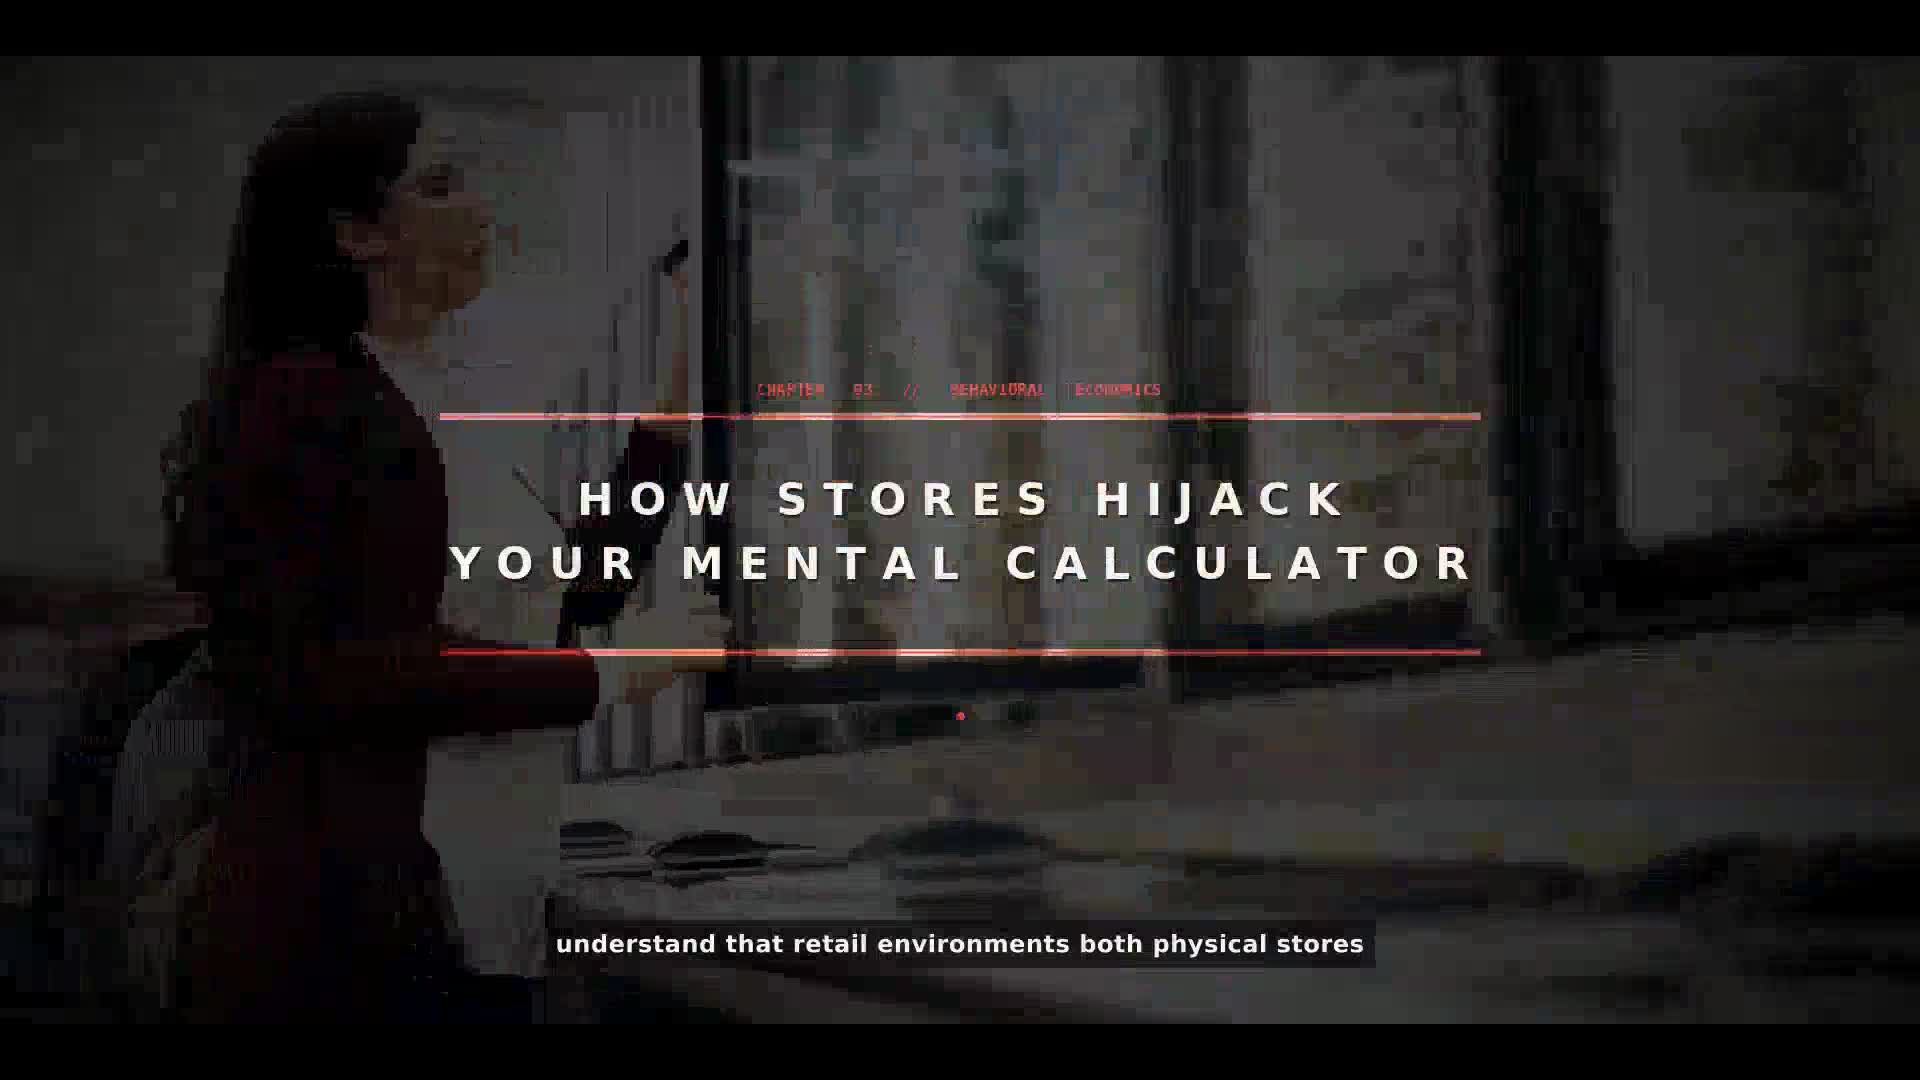 CHAPTER 03 // BEHAVIORAL ECONOMICS
HOW STORES HIJACK
YOUR MENTAL CALCULATOR
understand that retail environments both physical stores